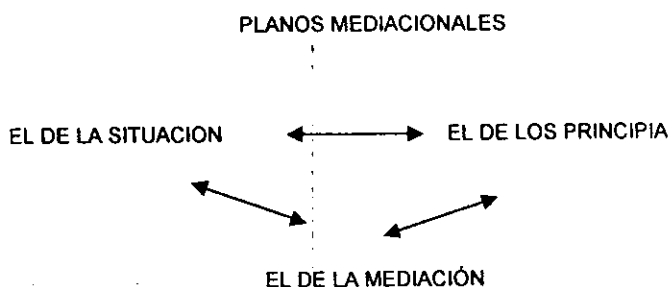 PLANOS MEDIACIONALES
EL DE LA SITUACION
EL DE LOS PRINCIPIA
EL DE LA MEDIACIÓN